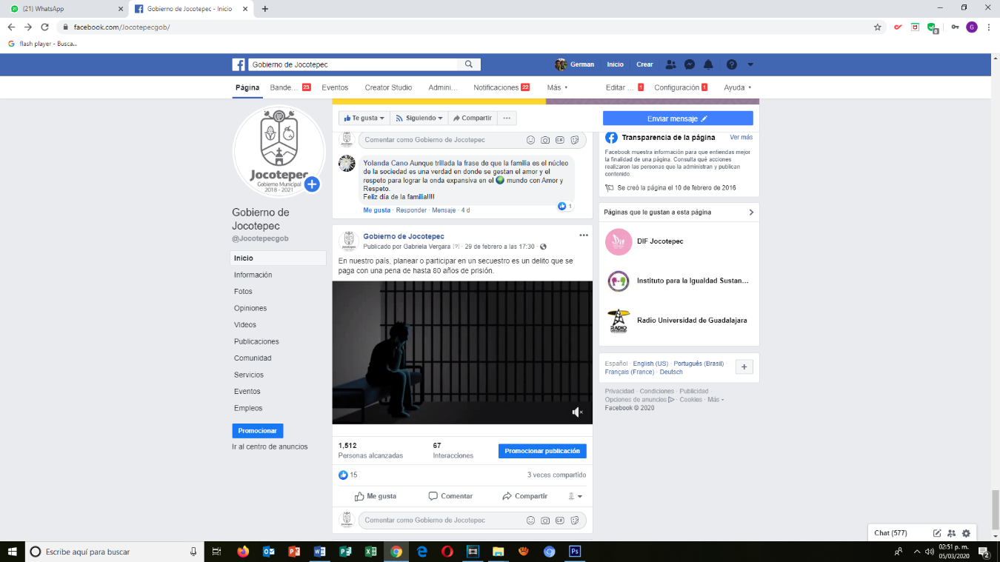 (21) WhatsApp
Gobierno de Jocotepec - Inicio
facebook.com/Jocotepecgob/
flash player - Busca...
Gobierno de Jocotepec
German Inicio Crear
Página Bande... 23 Eventos Creator Studio Admini... Notificaciones 22 Más Editar ... 1 Configuración 1 Ayuda
Te gusta Siguiendo Compartir ...
Enviar mensaje
Jocotepec
Gobierno Municipal
2018 - 2021
Gobierno de
Jocotepec
@Jocotepecgob
Inicio
Información
Fotos
Opiniones
Videos
Publicaciones
Comunidad
Servicios
Eventos
Empleos
Promocionar
Ir al centro de anuncios
Comentar como Gobierno de Jocotepec
Yolanda Cano Aunque trillada la frase de que la familia es el núcleo
de la sociedad es una verdad en donde se gestan el amor y el
respeto para lograr la onda expansiva en el 🌍 mundo con Amor y
Respeto.
Feliz día de la familia!!!!
1
Me gusta · Responder · Mensaje · 4 d
Gobierno de Jocotepec
Publicado por Gabriela Vergara [?] · 29 de febrero a las 17:30 ·
En nuestro país, planear o participar en un secuestro es un delito que se
paga con una pena de hasta 80 años de prisión.
1,512
Personas alcanzadas
67
Interacciones
Promocionar publicación
15
3 veces compartido
Me gusta Comentar Compartir
Comentar como Gobierno de Jocotepec
Transparencia de la página Ver más
Facebook muestra información para que entiendas mejor
la finalidad de una página. Consulta qué acciones
realizaron las personas que la administran y publican
contenido.
Se creó la página el 10 de febrero de 2016
Páginas que le gustan a esta página
DIF Jocotepec
Instituto para la Igualdad Sustan...
Radio Universidad de Guadalajara
Español · English (US) · Português (Brasil) ·
Français (France) · Deutsch
Privacidad · Condiciones · Publicidad ·
Opciones de anuncios · Cookies · Más
Facebook © 2020
Chat (577)
Escribe aquí para buscar
02:51 p. m.
05/03/2020
2